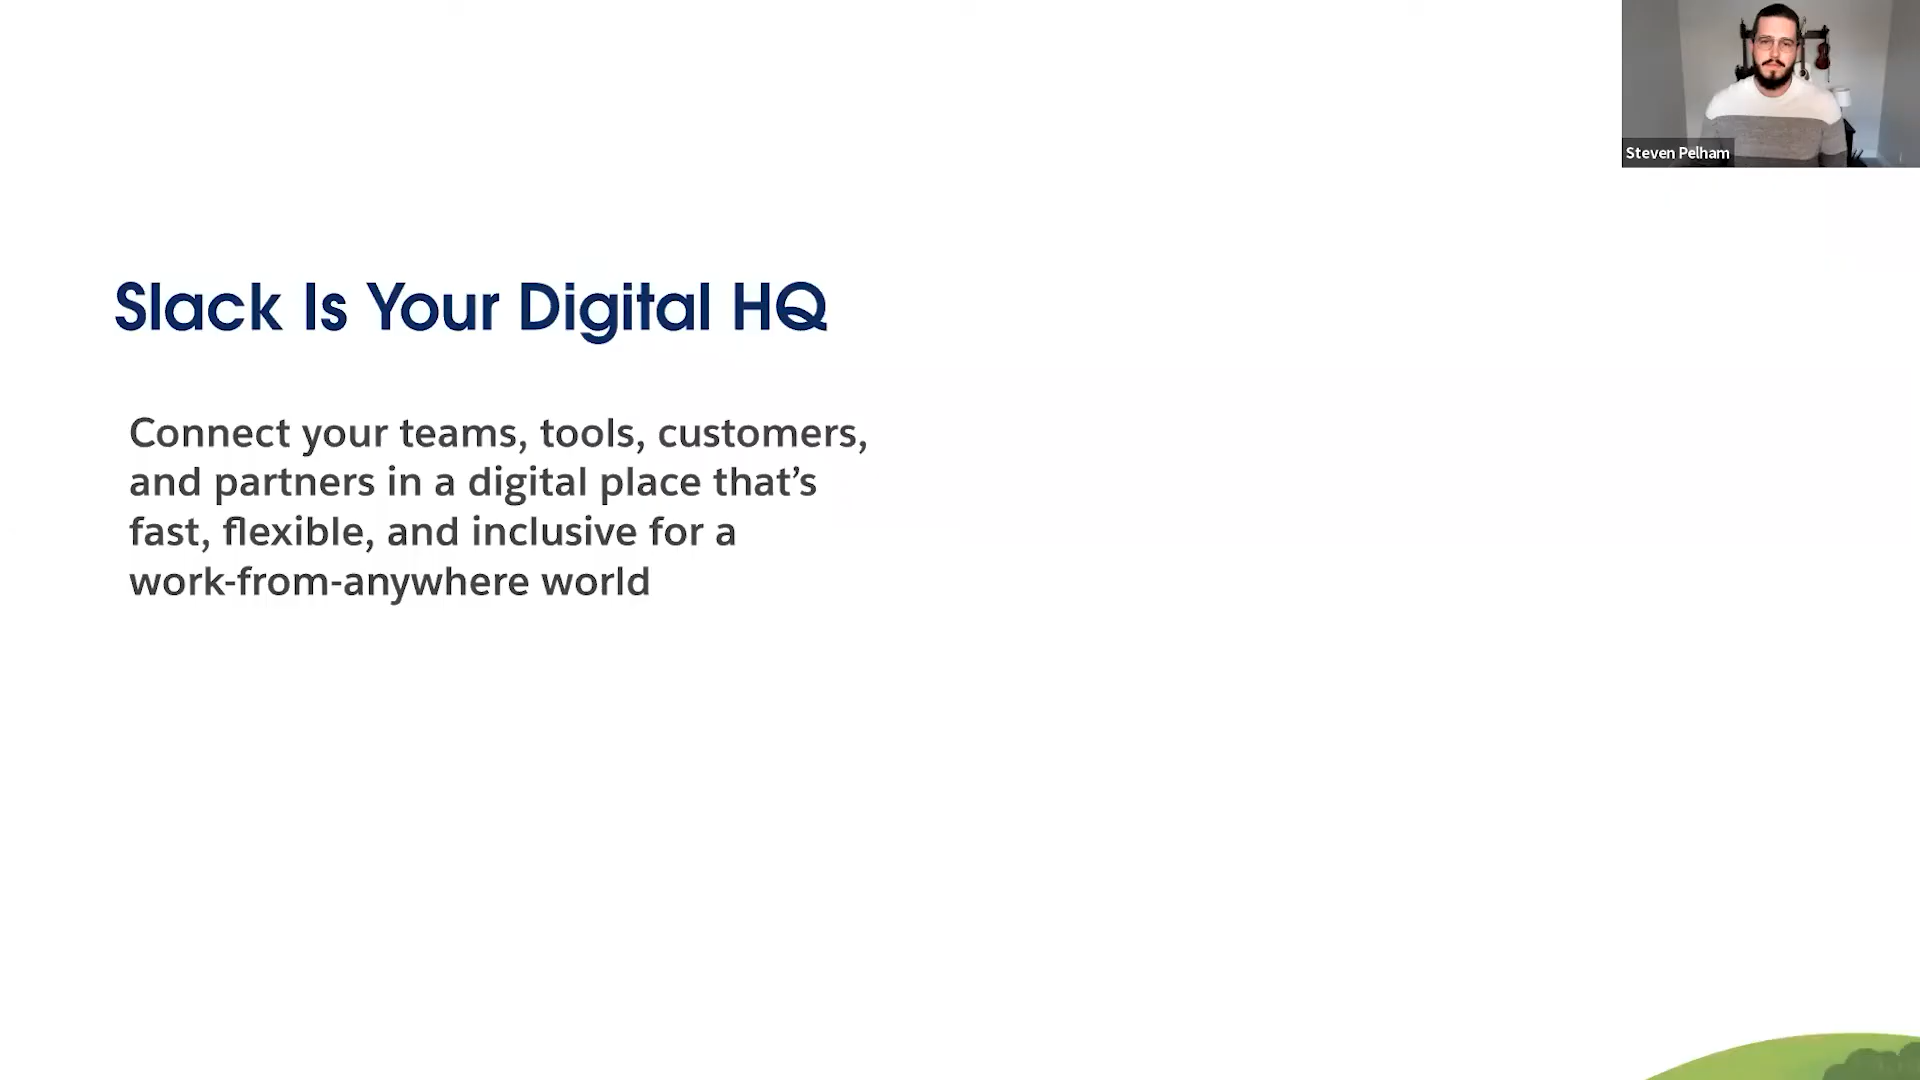 Steven Pelham
Slack Is Your Digital HQ
Connect your teams, tools, customers,
and partners in a digital place that’s
fast, flexible, and inclusive for a
work-from-anywhere world